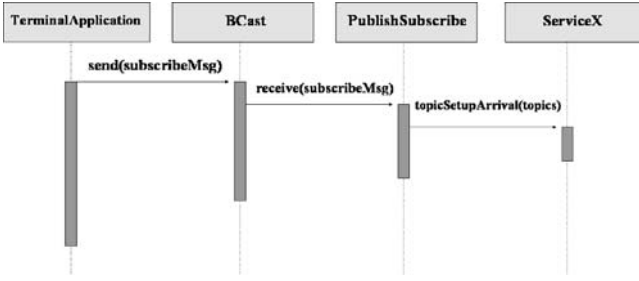 TerminalApplication
BCast
PublishSubscribe
ServiceX
send(subscribeMsg)
receive(subscribeMsg)
topicSetupArrival(topics)